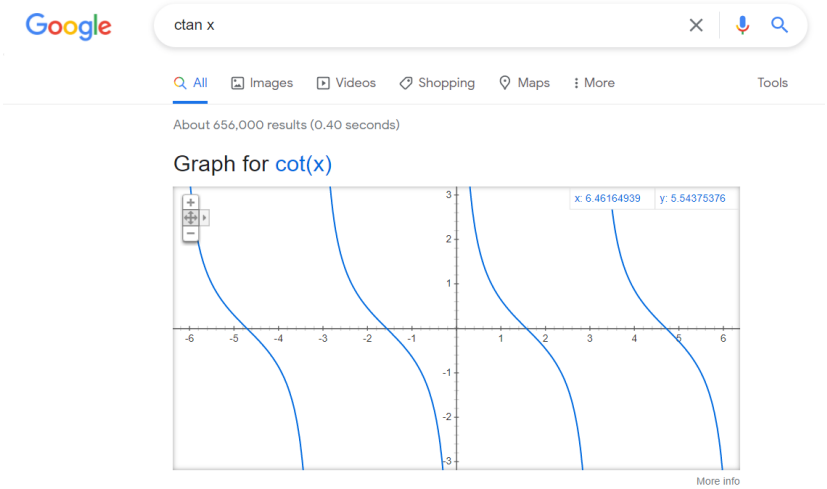 Google
ctan x
All Images Videos Shopping Maps More Tools
About 656,000 results (0.40 seconds)
Graph for cot(x)
x: 6.46164939 y: 5.54375376
3
2
1
-6 -5 -4 -3 -2 -1 1 2 3 4 5 6
-1
-2
-3
More info